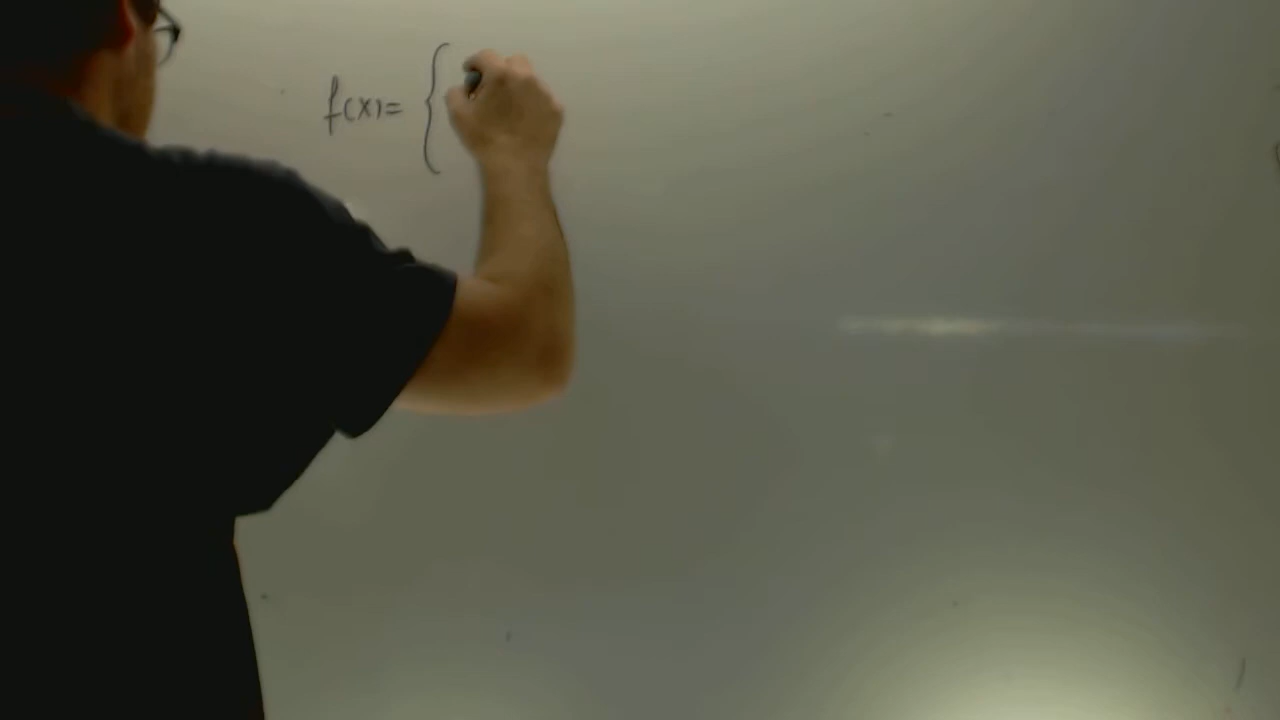 f(x)= {